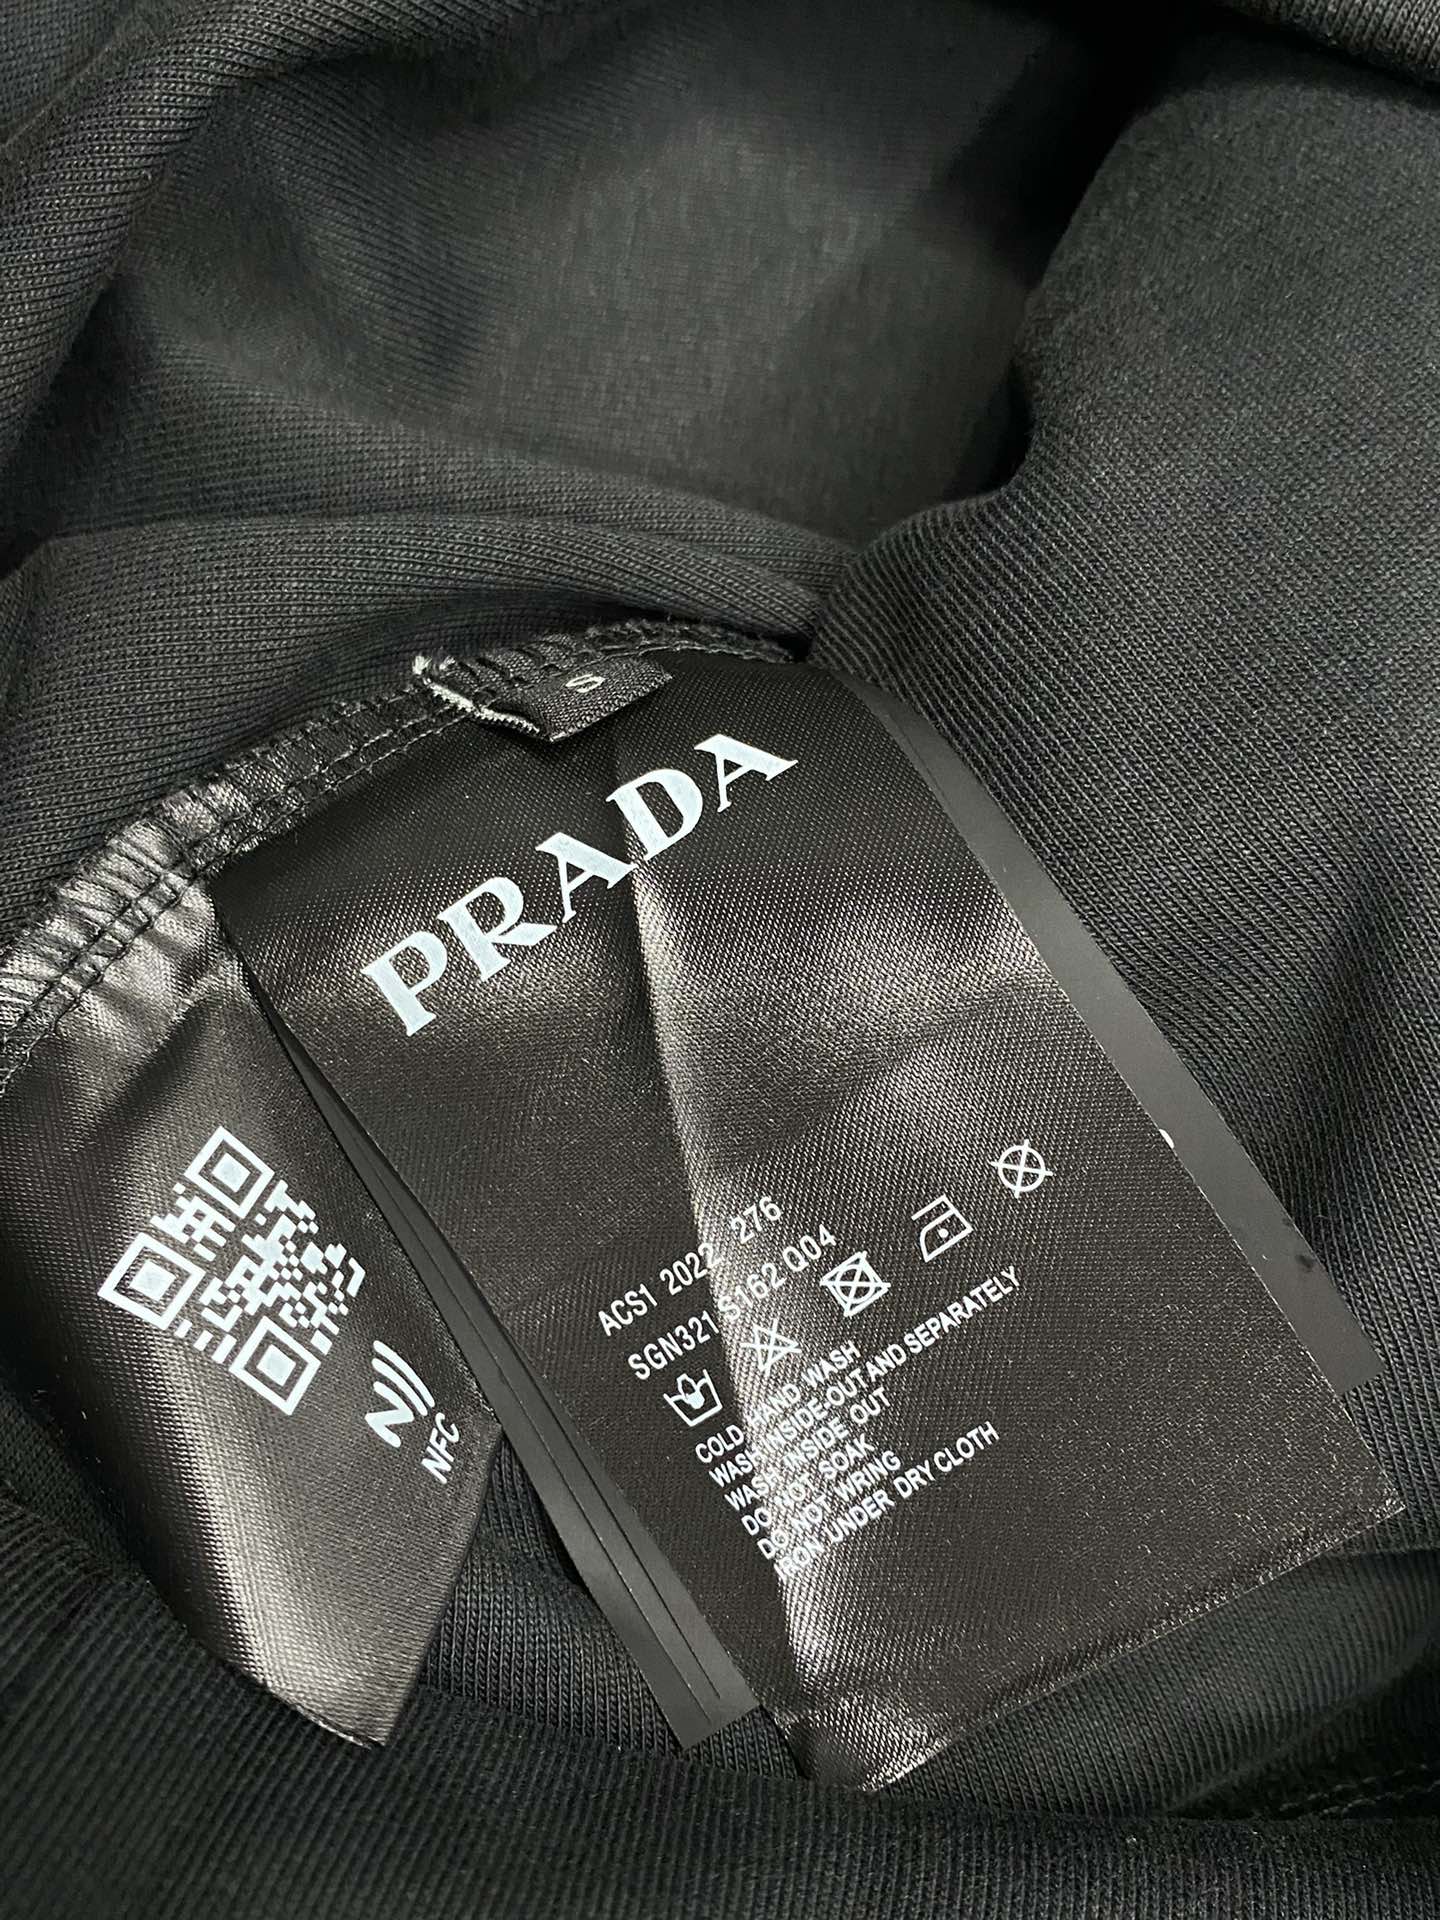 S
PRADA
ACS1 2022 276
SGN321 S162 Q04
COLD HAND WASH
WASH INSIDE OUT AND SEPARATELY
WASH INSIDE OUT
DO NOT SOAK
DO NOT WRING
IRON UNDER DRY CLOTH
NFC